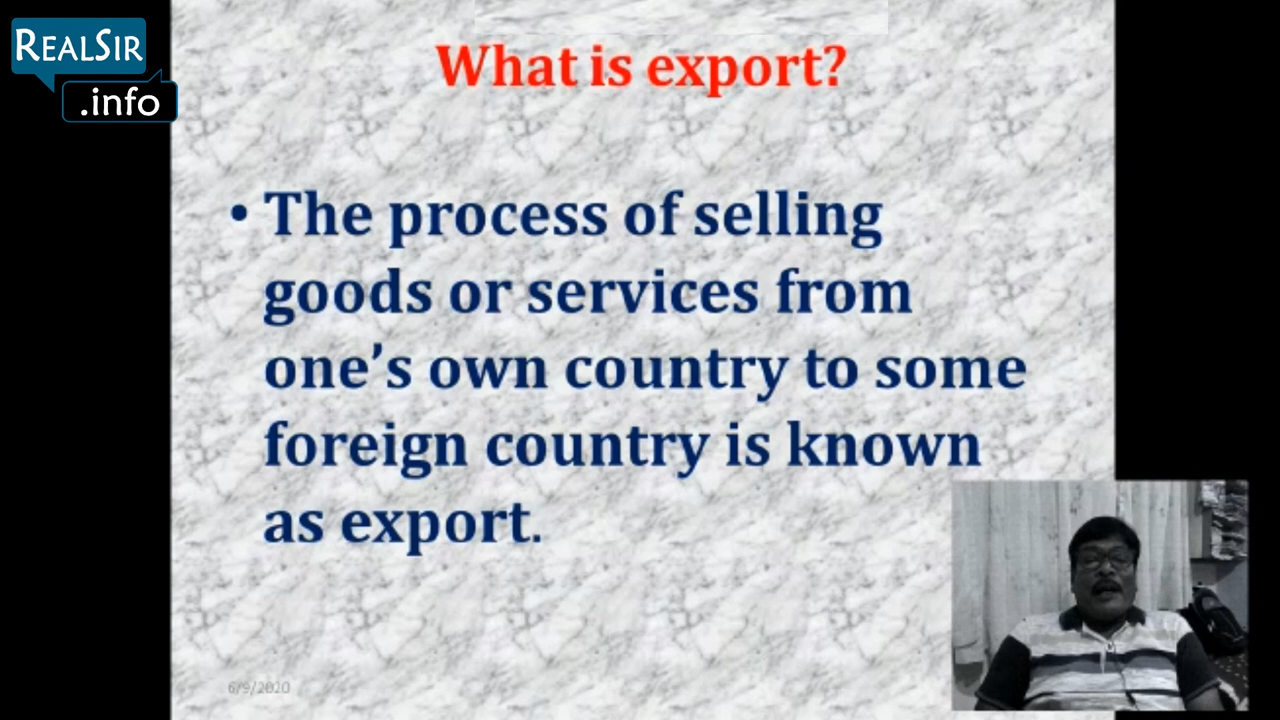 REALSIR
.info
What is export?
• The process of selling
goods or services from
one’s own country to some
foreign country is known
as export.
6/9/2020